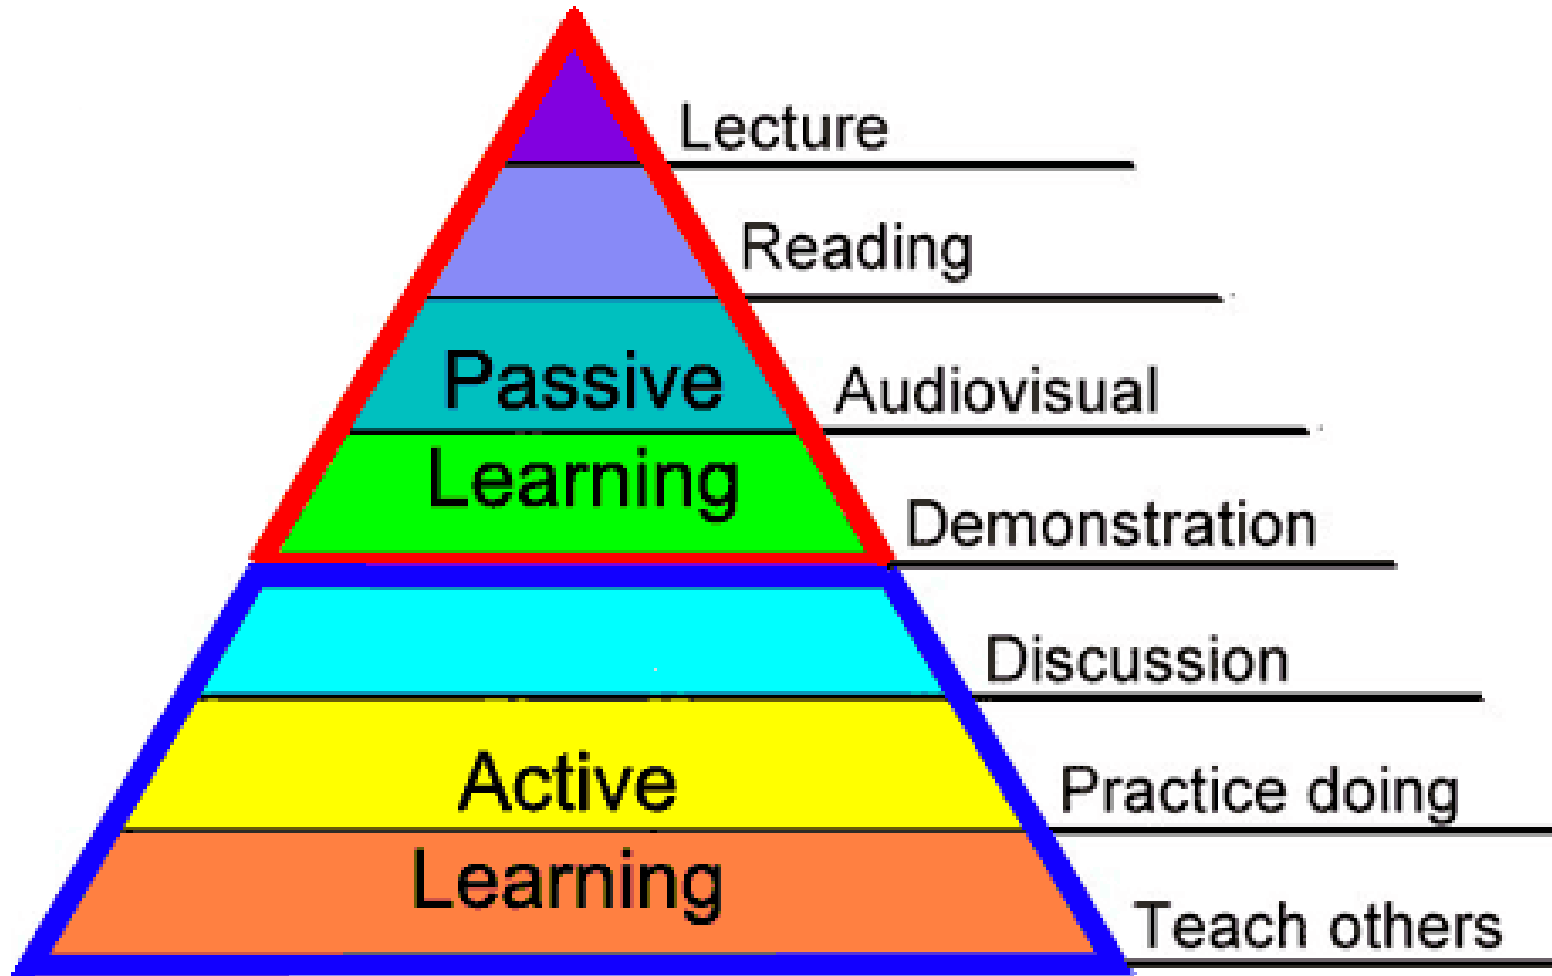 Lecture
Reading
Passive
Audiovisual
Learning
Demonstration
Discussion
Active
Practice doing
Learning
Teach others